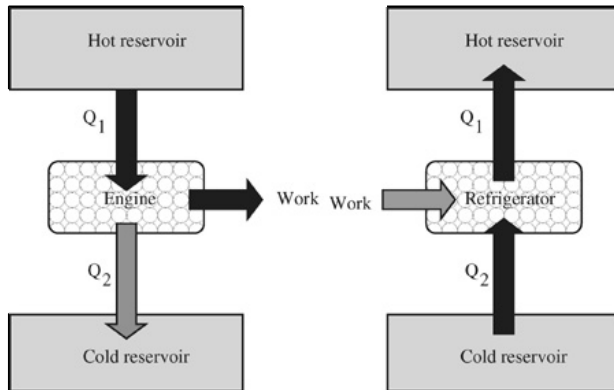 Hot reservoir
Q1
Engine
Work
Q2
Cold reservoir
Hot reservoir
Q1
Work
Refrigerator
Q2
Cold reservoir